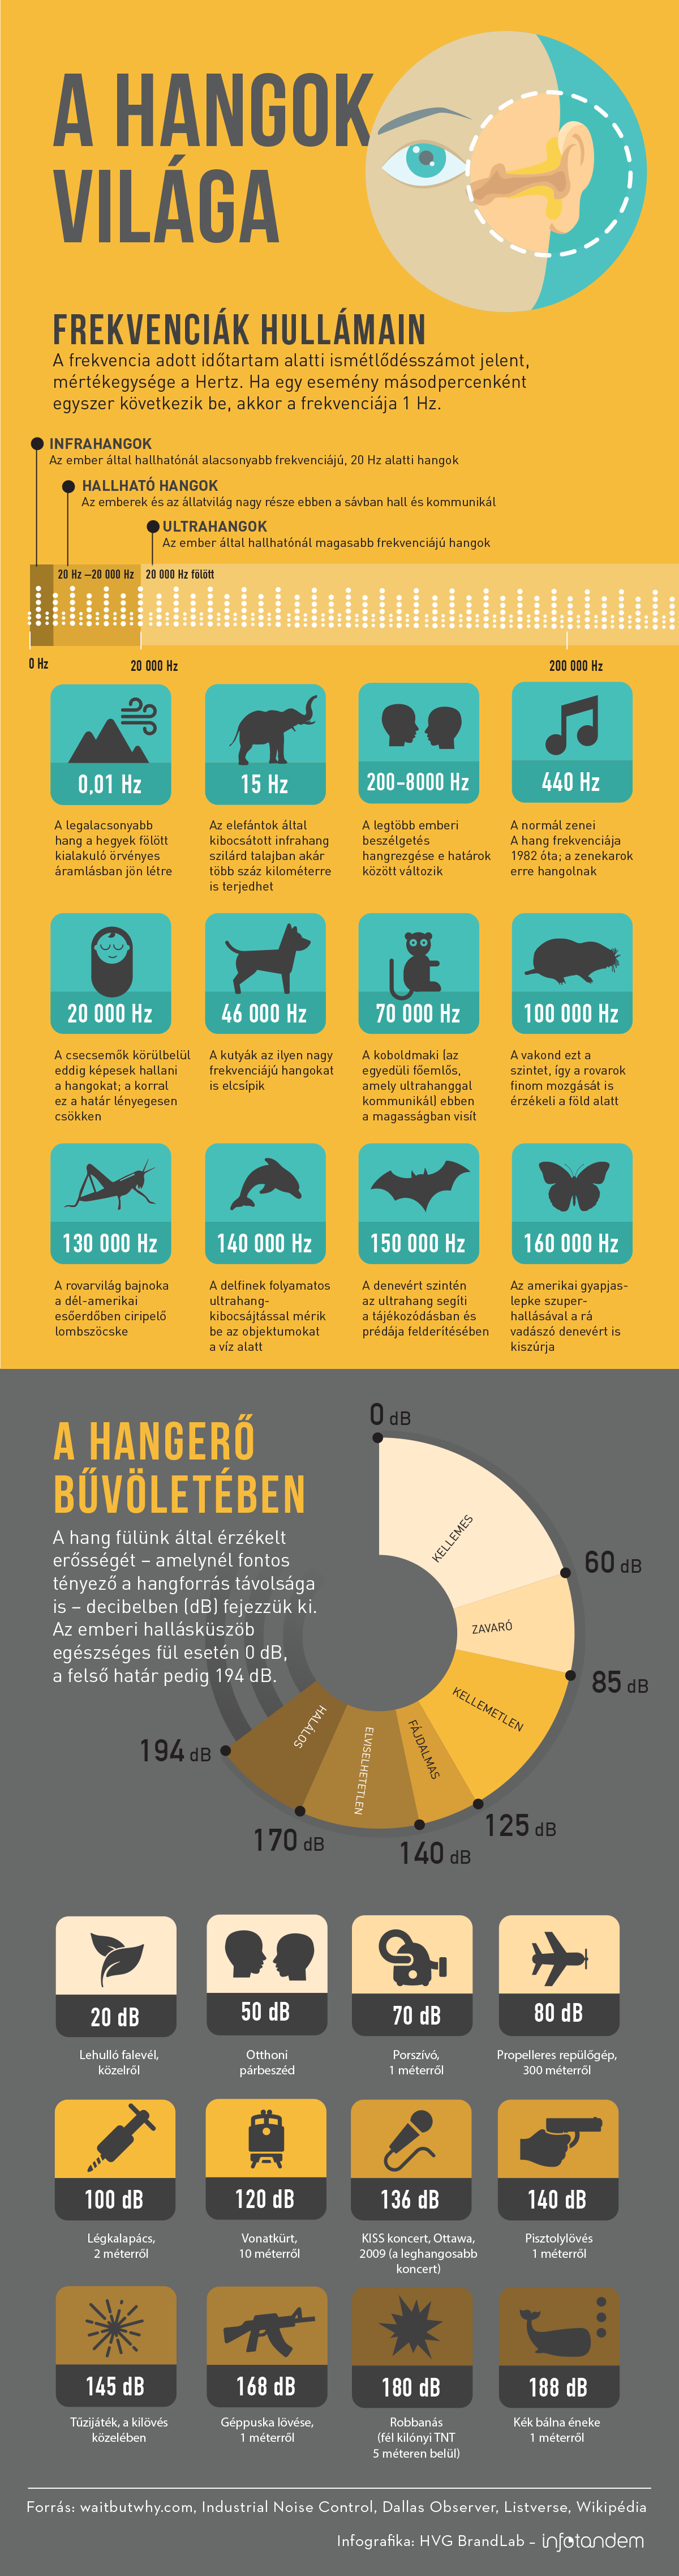 A HANGOK
VILÁGA
FREKVENCIÁK HULLÁMAIN
A frekvencia adott időtartam alatti ismétlődésszámot jelent,
mértékegysége a Hertz. Ha egy esemény másodpercenként
egyszer következik be, akkor a frekvenciája 1 Hz.
INFRAHANGOK
Az ember által hallhatónál alacsonyabb frekvenciájú, 20 Hz alatti hangok
HALLHATÓ HANGOK
Az emberek és az állatvilág nagy része ebben a sávban hall és kommunikál
ULTRAHANGOK
Az ember által hallhatónál magasabb frekvenciájú hangok
20 Hz –20 000 Hz
20 000 Hz fölött
0 Hz
20 000 Hz
200 000 Hz
0,01 Hz
A legalacsonyabb
hang a hegyek fölött
kialakuló örvényes
áramlásban jön létre
15 Hz
Az elefántok által
kibocsátott infrahang
szilárd talajban akár
több száz kilométerre
is terjedhet
200–8000 Hz
A legtöbb emberi
beszélgetés
hangrezgése e határok
között változik
440 Hz
A normál zenei
A hang frekvenciája
1982 óta; a zenekarok
erre hangolnak
20 000 Hz
A csecsemők körülbelül
eddig képesek hallani
a hangokat; a korral
ez a határ lényegesen
csökken
46 000 Hz
A kutyák az ilyen nagy
frekvenciájú hangokat
is elcsípik
70 000 Hz
A koboldmaki (az
egyedüli főemlős,
amely ultrahanggal
kommunikál) ebben
a magasságban visít
100 000 Hz
A vakond ezt a
szintet, így a rovarok
finom mozgását is
érzékeli a föld alatt
130 000 Hz
A rovarvilág bajnoka
a dél-amerikai
esőerdőben ciripelő
lombszöcske
140 000 Hz
A delfinek folyamatos
ultrahang-
kibocsájtással mérik
be az objektumokat
a víz alatt
150 000 Hz
A denevért szintén
az ultrahang segíti
a tájékozódásban és
prédája felderítésében
160 000 Hz
Az amerikai gyapjas-
lepke szuper-
hallásával a rá
vadászó denevért is
kiszúrja
A HANGERŐ
BŰVÖLETÉBEN
A hang fülünk által érzékelt
erősségét – amelynél fontos
tényező a hangforrás távolsága
is – decibelben (dB) fejezzük ki.
Az emberi hallásküszöb
egészséges fül esetén 0 dB,
a felső határ pedig 194 dB.
0 dB
KELLEMES
60 dB
ZAVARÓ
85 dB
KELLEMETLEN
125 dB
FÁJDALMAS
140 dB
ELVISELHETETLEN
170 dB
HALÁLOS
194 dB
20 dB
Lehulló falevél,
közelről
50 dB
Otthoni
párbeszéd
70 dB
Porszívó,
1 méterről
80 dB
Propelleres repülőgép,
300 méterről
100 dB
Légkalapács,
2 méterről
120 dB
Vonatkürt,
10 méterről
136 dB
KISS koncert, Ottawa,
2009 (a leghangosabb
koncert)
140 dB
Pisztolylövés
1 méterről
145 dB
Tűzijáték, a kilövés
közelében
168 dB
Géppuska lövése,
1 méterről
180 dB
Robbanás
(fél kilónyi TNT
5 méteren belül)
188 dB
Kék bálna éneke
1 méterről
Forrás: waitbutwhy.com, Industrial Noise Control, Dallas Observer, Listverse, Wikipédia
Infografika: HVG BrandLab – infotandem